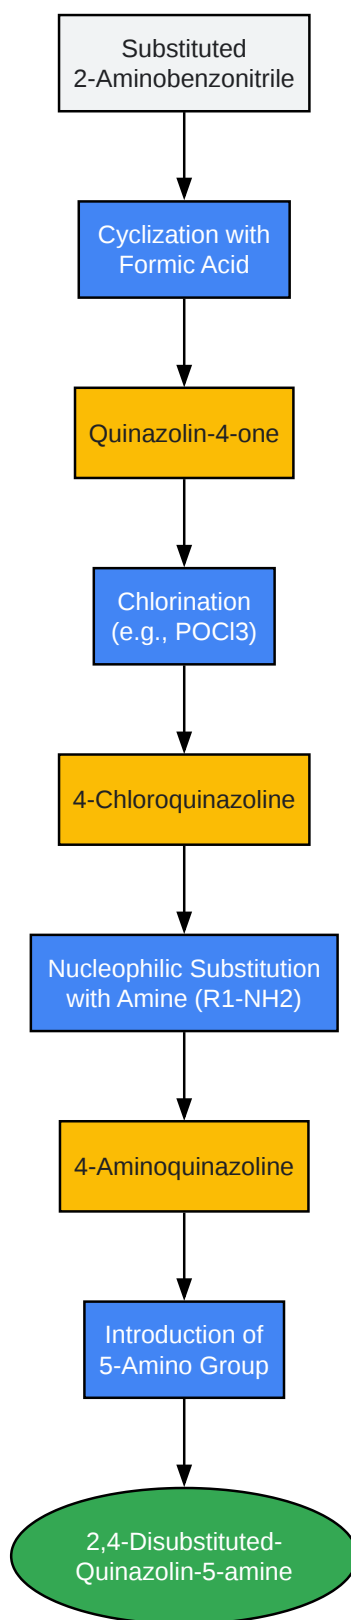 Substituted
2-Aminobenzonitrile
Cyclization with
Formic Acid
Quinazolin-4-one
Chlorination
(e.g., POCl3)
4-Chloroquinazoline
Nucleophilic Substitution
with Amine (R1-NH2)
4-Aminoquinazoline
Introduction of
5-Amino Group
2,4-Disubstituted-
Quinazolin-5-amine